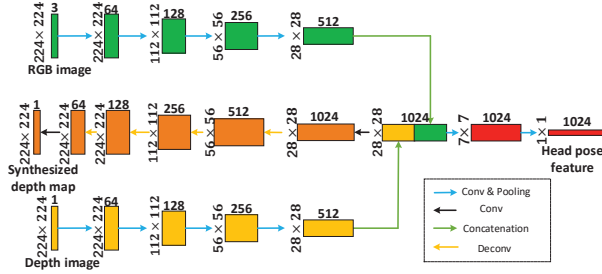 3
224 × 224
64
224 × 224
128
112 × 112
256
56 × 56
512
28 × 28
RGB image
1
224 × 224
64
224 × 224
128
224 × 224
256
112 × 112
512
56 × 56
1024
28 × 28
1024
28 × 28
1024
7 × 7
1024
1 × 1
Synthesized
depth map
Head pose
feature
1
224 × 224
64
224 × 224
128
112 × 112
256
56 × 56
512
28 × 28
Depth image
Conv & Pooling
Conv
Concatenation
Deconv